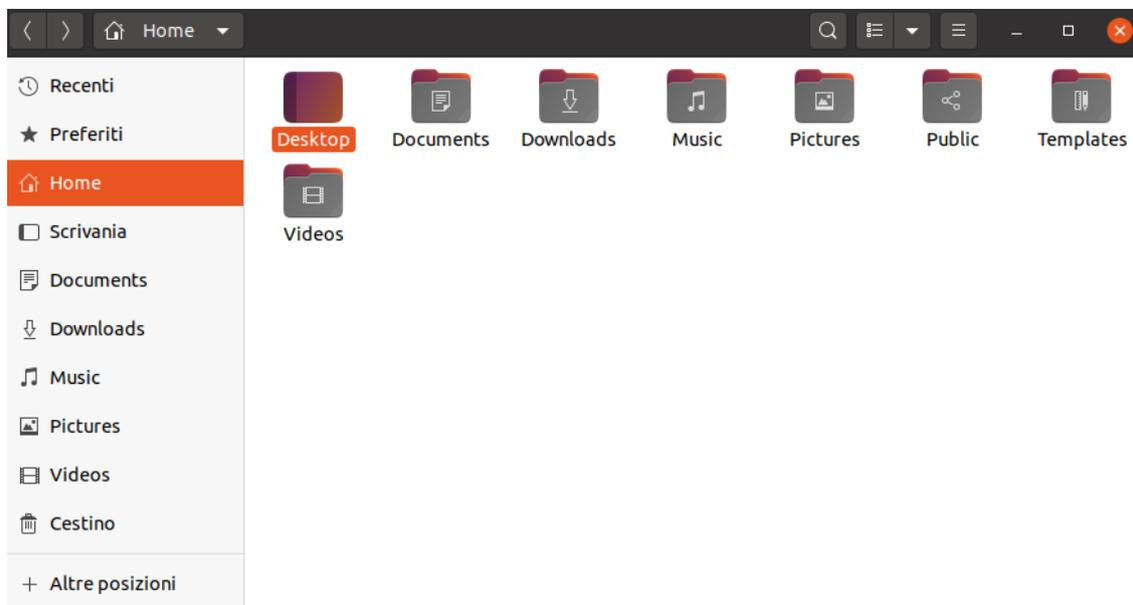 Home
Recenti
Preferiti
Home
Scrivania
Documents
Downloads
Music
Pictures
Videos
Cestino
Altre posizioni
Desktop Documents Downloads Music Pictures Public Templates
Videos